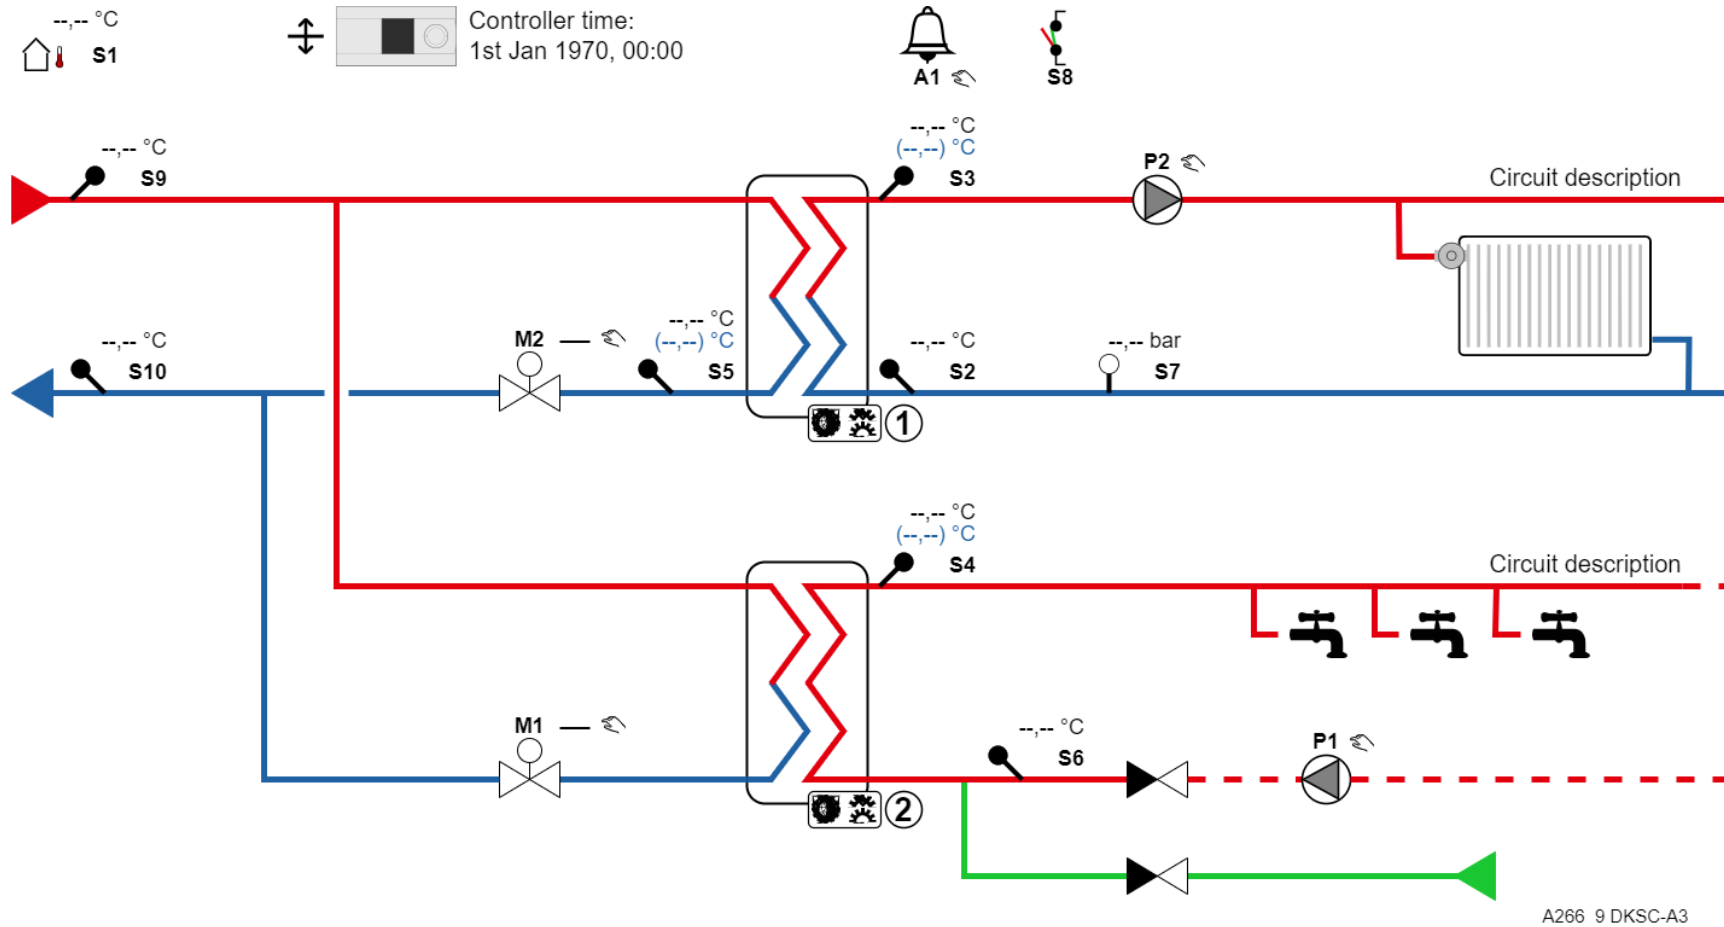 --,-- °C
S1
Controller time:
1st Jan 1970, 00:00
A1
S8
--,-- °C
S9
--,-- °C
(--,--) °C
S3
P2
Circuit description
--,-- °C
S10
M2
--,-- °C
(--,--) °C
S5
--,-- °C
S2
--,-- bar
S7
1
--,-- °C
(--,--) °C
S4
Circuit description
M1
--,-- °C
S6
P1
2
A266 9 DKSC-A3